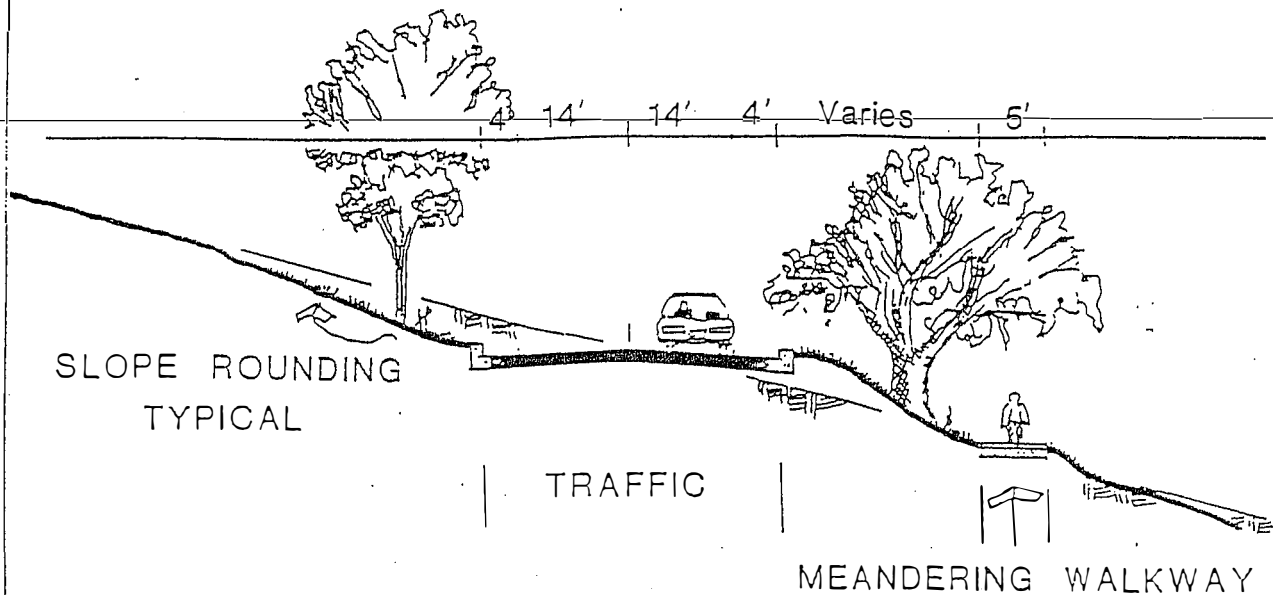 4' 14' 14' 4' Varies 5'
SLOPE ROUNDING
TYPICAL
TRAFFIC
MEANDERING WALKWAY